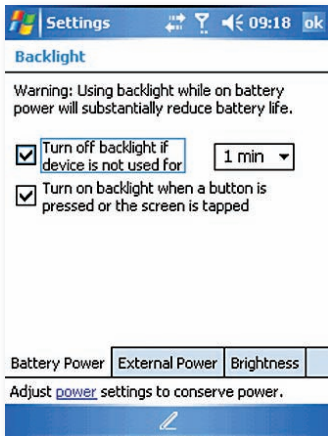 Settings 09:18 ok
Backlight
Warning: Using backlight while on battery
power will substantially reduce battery life.
Turn off backlight if
device is not used for 1 min
Turn on backlight when a button is
pressed or the screen is tapped
Battery Power External Power Brightness
Adjust power settings to conserve power.